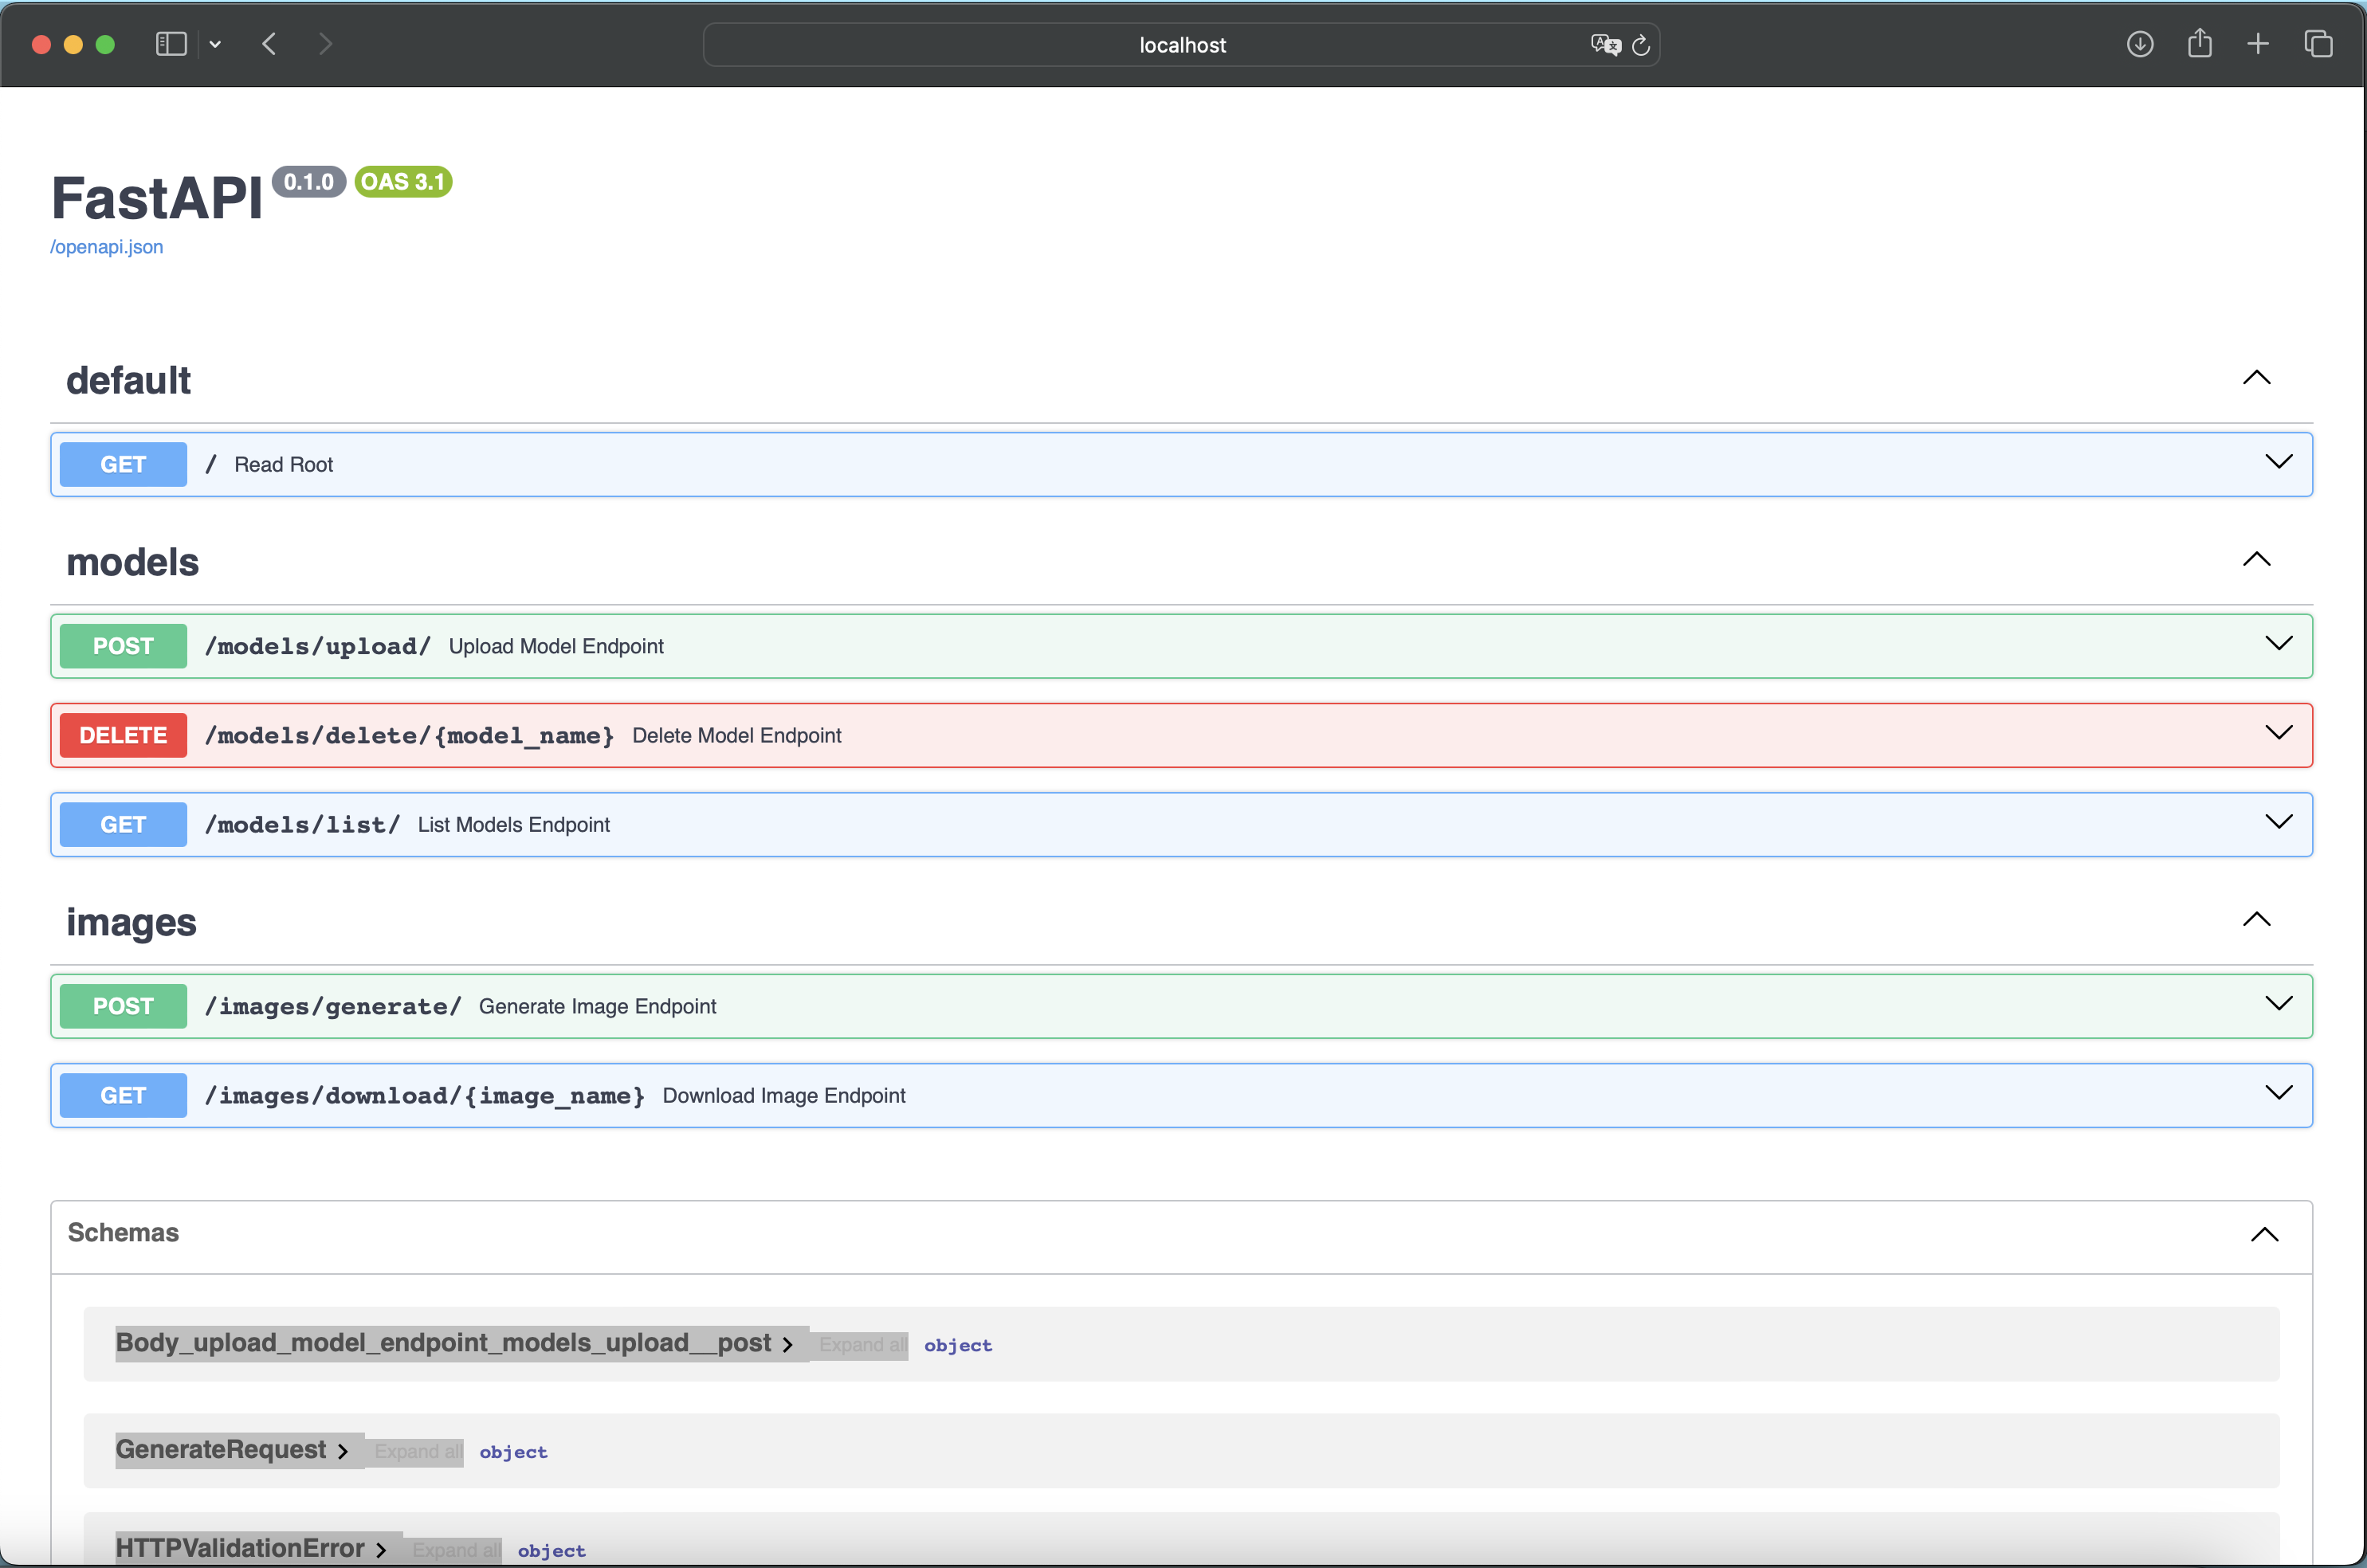 localhost
FastAPI 0.1.0 OAS 3.1
/openapi.json
default
GET / Read Root
models
POST /models/upload/ Upload Model Endpoint
DELETE /models/delete/{model_name} Delete Model Endpoint
GET /models/list/ List Models Endpoint
images
POST /images/generate/ Generate Image Endpoint
GET /images/download/{image_name} Download Image Endpoint
Schemas
Body_upload_model_endpoint_models_upload__post Expand all object
GenerateRequest Expand all object
HTTPValidationError Expand all object